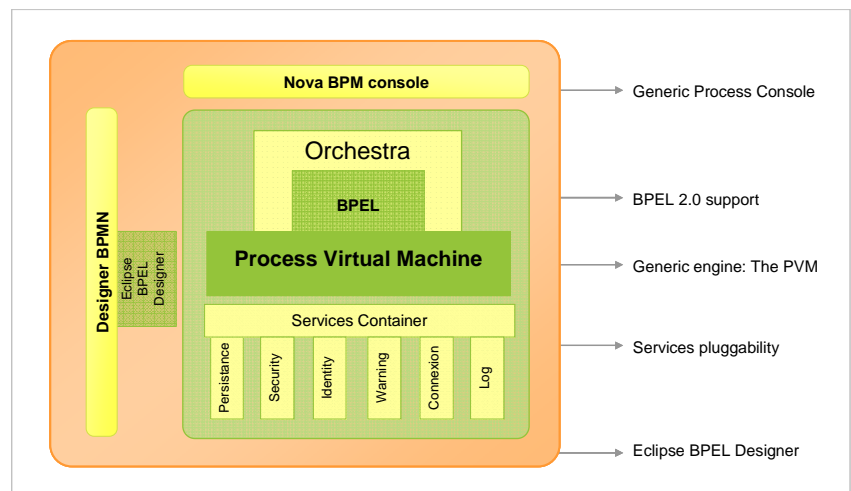 Nova BPM console
Generic Process Console
Orchestra
BPEL
BPEL 2.0 support
Designer BPMN
Eclipse
BPEL
Designer
Process Virtual Machine
Generic engine: The PVM
Services Container
Services pluggability
Persistance
Security
Identity
Warning
Connexion
Log
Eclipse BPEL Designer